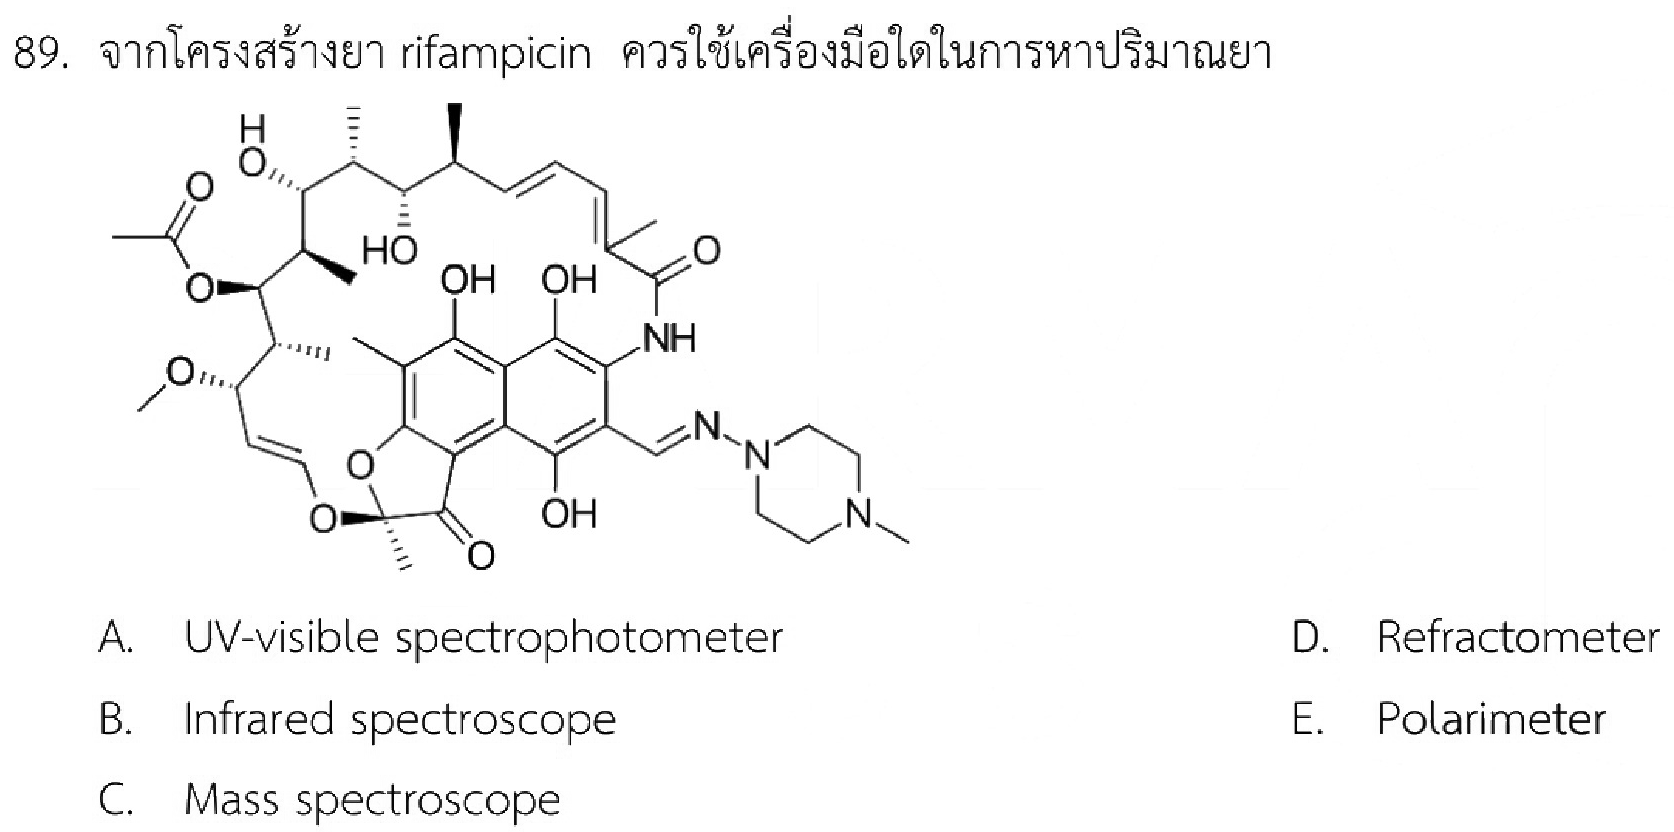 89. จากโครงสร้างยา rifampicin ควรใช้เครื่องมือใดในการหาปริมาณยา
H
O
O
HO
O
OH OH
O
NH
O
N
N
O
N
O
OH
O
A. UV-visible spectrophotometer
B. Infrared spectroscope
C. Mass spectroscope
D. Refractometer
E. Polarimeter